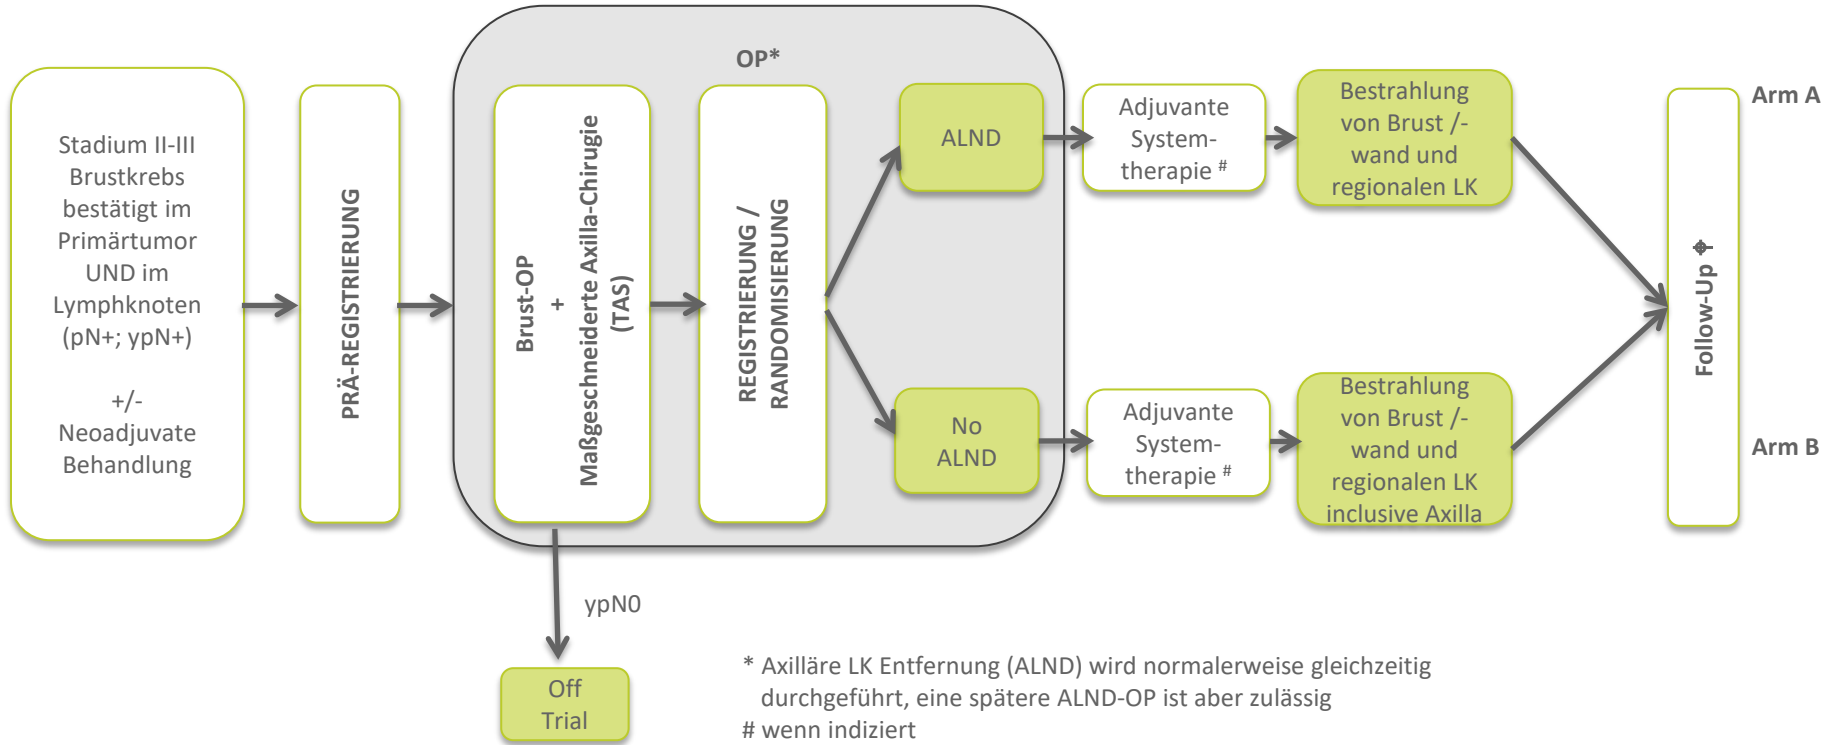 Stadium II-III
Brustkrebs
bestätigt im
Primärtumor
UND im
Lymphknoten
(pN+; ypN+)
+/-
Neoadjuvate
Behandlung
PRÄ-REGISTRIERUNG
OP*
Brust-OP
+
Maßgeschneiderte Axilla-Chirugie
(TAS)
REGISTRIERUNG /
RANDOMISIERUNG
ALND
Adjuvante
System-
therapie #
Bestrahlung
von Brust /-
wand und
regionalen LK
Arm A
No
ALND
Adjuvante
System-
therapie #
Bestrahlung
von Brust /-
wand und
regionalen LK
inclusive Axilla
Arm B
Follow-Up
ypN0
Off
Trial
* Axilläre LK Entfernung (ALND) wird normalerweise gleichzeitig
durchgeführt, eine spätere ALND-OP ist aber zulässig
# wenn indiziert